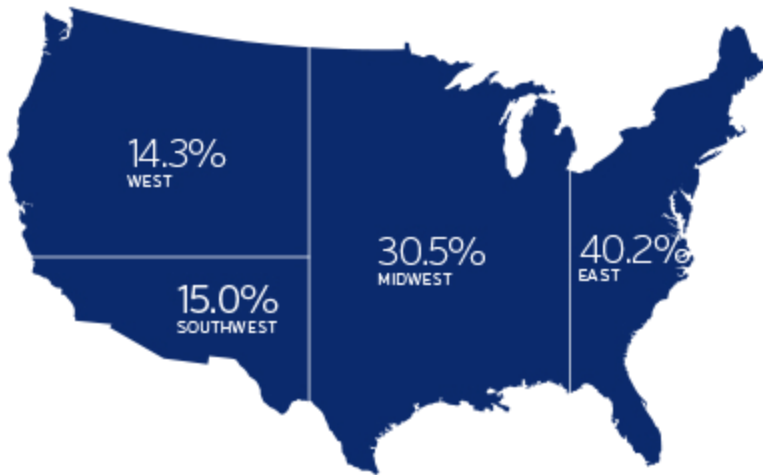 14.3%
WEST
30.5%
MIDWEST
40.2%
EAST
15.0%
SOUTHWEST